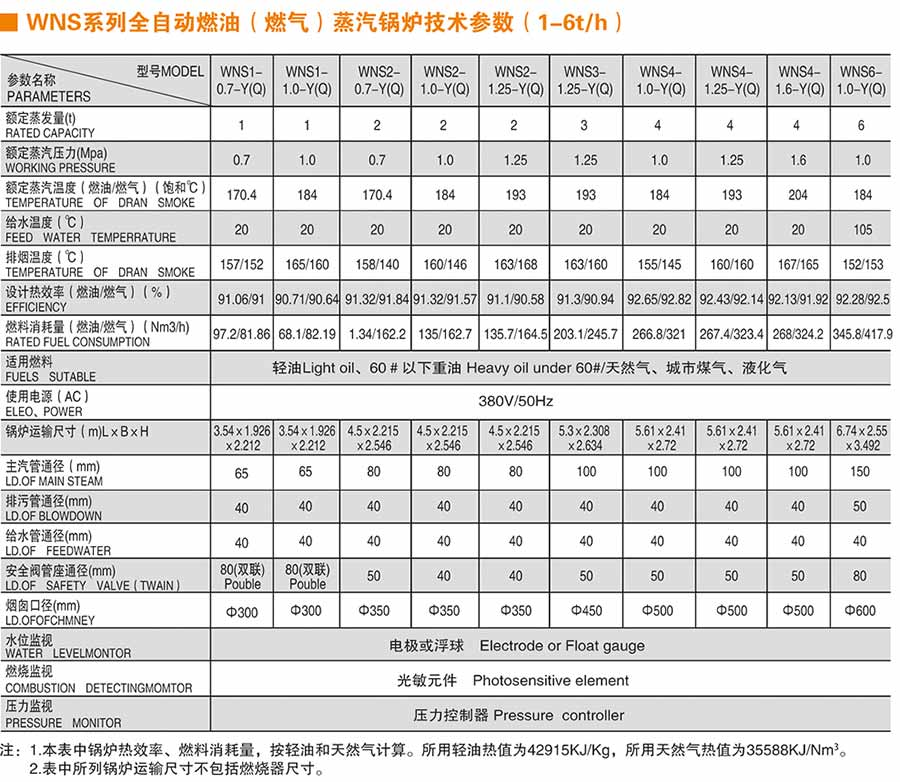 WNS系列全自动燃油（燃气）蒸汽锅炉技术参数（1-6t/h）
型号MODEL
参数名称
PARAMETERS
WNS1-0.7-Y(Q) WNS1-1.0-Y(Q) WNS2-0.7-Y(Q) WNS2-1.0-Y(Q) WNS2-1.25-Y(Q) WNS3-1.25-Y(Q) WNS4-1.0-Y(Q) WNS4-1.25-Y(Q) WNS4-1.6-Y(Q) WNS6-1.0-Y(Q)
额定蒸发量(t)
RATED CAPACITY
1 1 2 2 2 3 4 4 4 6
额定蒸汽压力(Mpa)
WORKING PRESSURE
0.7 1.0 0.7 1.0 1.25 1.25 1.0 1.25 1.6 1.0
额定蒸汽温度（燃油/燃气）（饱和℃）
TEMPERATURE OF DRAN SMOKE
170.4 184 170.4 184 193 193 184 193 204 184
给水温度（℃）
FEED WATER TEMPERRATURE
20 20 20 20 20 20 20 20 20 105
排烟温度（℃）
TEMPERATURE OF DRAN SMOKE
157/152 165/160 158/140 160/146 163/168 163/160 155/145 160/160 167/165 152/153
设计热效率（燃油/燃气）（%）
EFFICIENCY
91.06/91 90.71/90.64 91.32/91.84 91.32/91.57 91.1/90.58 91.3/90.94 92.65/92.82 92.43/92.14 92.13/91.92 92.28/92.5
燃料消耗量（燃油/燃气）（Nm3/h)
RATED FUEL CONSUMPTION
97.2/81.86 68.1/82.19 1.34/162.2 135/162.7 135.7/164.5 203.1/245.7 266.8/321 267.4/323.4 268/324.2 345.8/417.9
适用燃料
FUELS SUTABLE
轻油Light oil、60＃以下重油 Heavy oil under 60#/天然气、城市煤气、液化气
使用电源（AC）
ELEO、POWER
380V/50Hz
锅炉运输尺寸（m)L×B×H
3.54 x 1.926 x 2.212 3.54 x 1.926 x 2.212 4.5 x 2.215 x 2.546 4.5 x 2.215 x 2.546 4.5 x 2.215 x 2.546 5.3 x 2.308 x 2.634 5.61 x 2.41 x 2.72 5.61 x 2.41 x 2.72 5.61 x 2.41 x 2.72 6.74 x 2.55 x 3.492
主汽管通径（mm）
I.D.OF MAIN STEAM
65 65 80 80 80 100 100 100 100 150
排污管通径(mm)
I.D.OF BLOWDOWN
40 40 40 40 40 40 40 40 40 50
给水管通径(mm)
I.D.OF FEEDWATER
40 40 40 40 40 40 40 40 40 40
安全阀管座通径(mm)
I.D.OF SAFETY VALVE（TWAIN）
80(双联) Pouble 80(双联) Pouble 50 40 40 50 50 50 50 80
烟囱口径(mm)
I.D.OFOFCHMNEY
Φ300 Φ300 Φ350 Φ350 Φ350 Φ450 Φ500 Φ500 Φ500 Φ600
水位监视
WATER LEVELMONTOR
电极或浮球 Electrode or Float gauge
燃烧监视
COMBUSTION DETECTINGMOMTOR
光敏元件 Photosensitive element
压力监视
PRESSURE MONITOR
压力控制器 Pressure controller
注：1.本表中锅炉热效率、燃料消耗量，按轻油和天然气计算。所用轻油热值为42915KJ/Kg，所用天然气热值为35588KJ/Nm³。
2.表中所列锅炉运输尺寸不包括燃烧器尺寸。